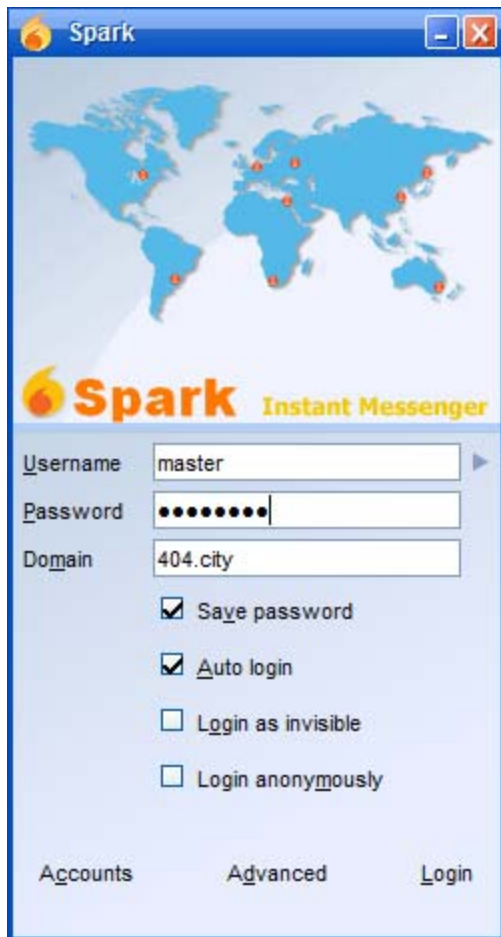 Spark
Spark Instant Messenger
Username master
Password ●●●●●●●●
Domain 404.city
Save password
Auto login
Login as invisible
Login anonymously
Accounts Advanced Login